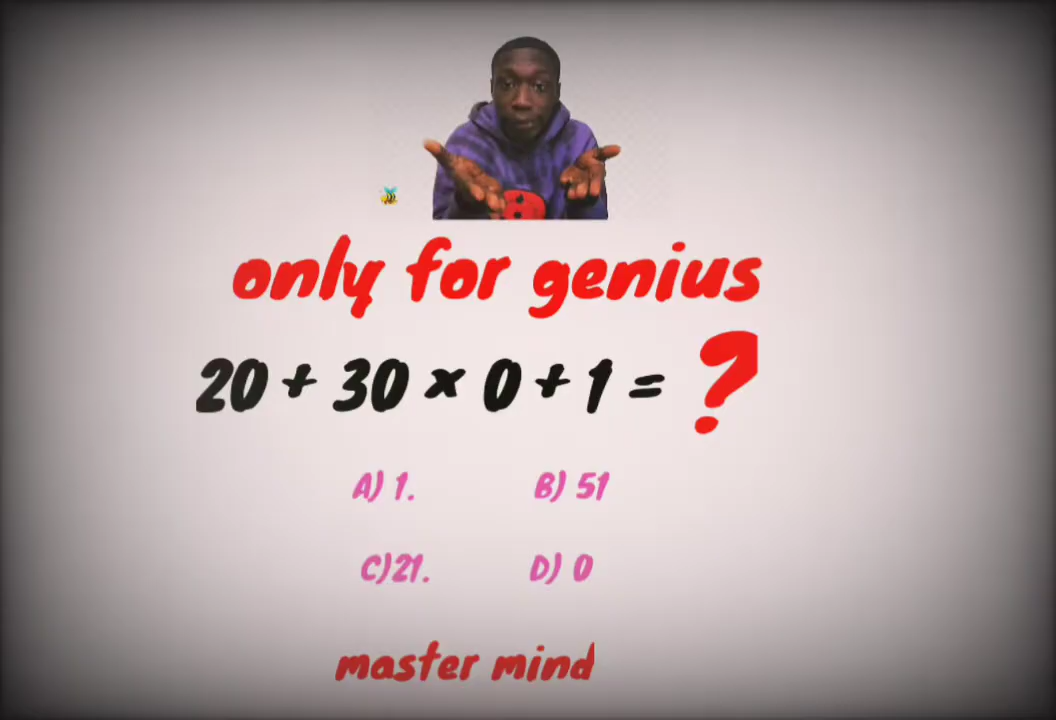 only for genius
20 + 30 × 0 + 1 = ?
A) 1. B) 51
C)21. D) 0
master mind